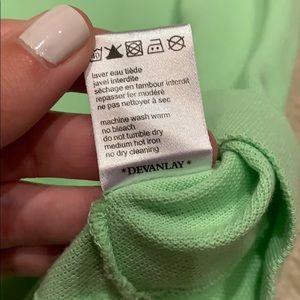 40
laver eau tiède
javel interdite
séchage en tambour interdit
repasser fer modéré
ne pas nettoyer à sec
machine wash warm
no bleach
do not tumble dry
medium hot iron
no dry cleaning
*DEVANLAY*